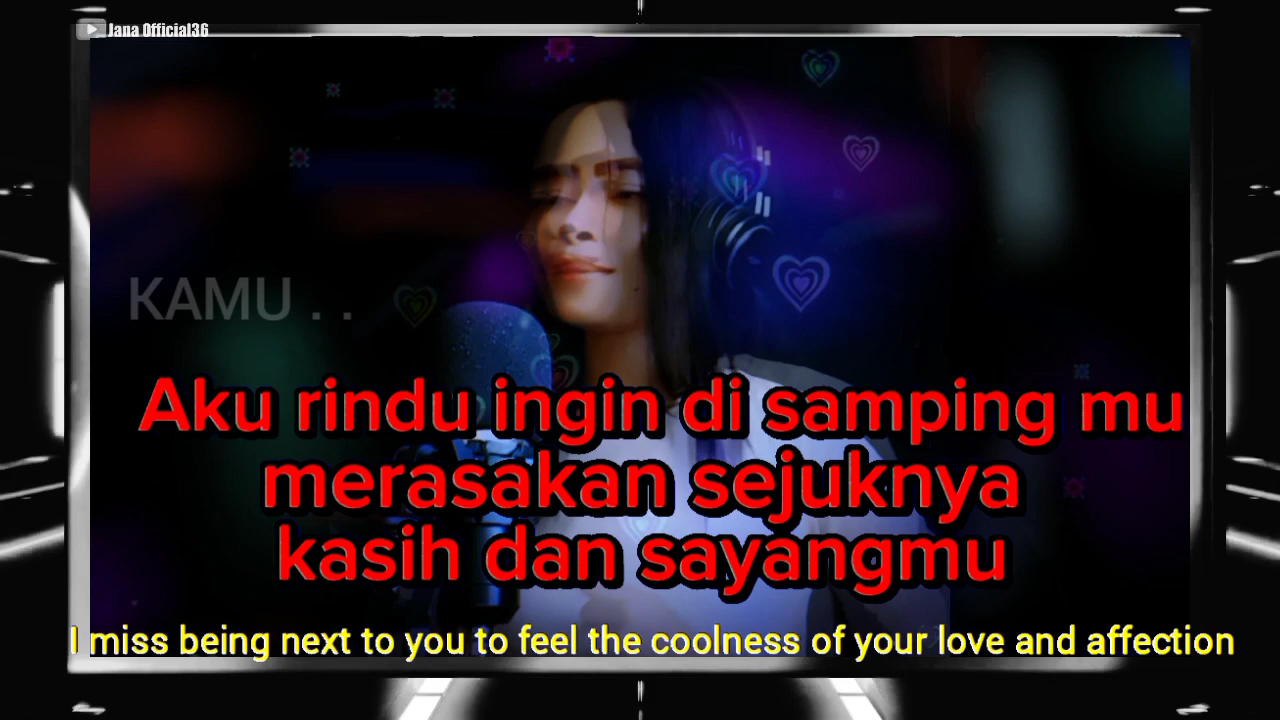 Jana Official36
KAMU . .
Aku rindu ingin di samping mu
merasakan sejuknya
kasih dan sayangmu
I miss being next to you to feel the coolness of your love and affection